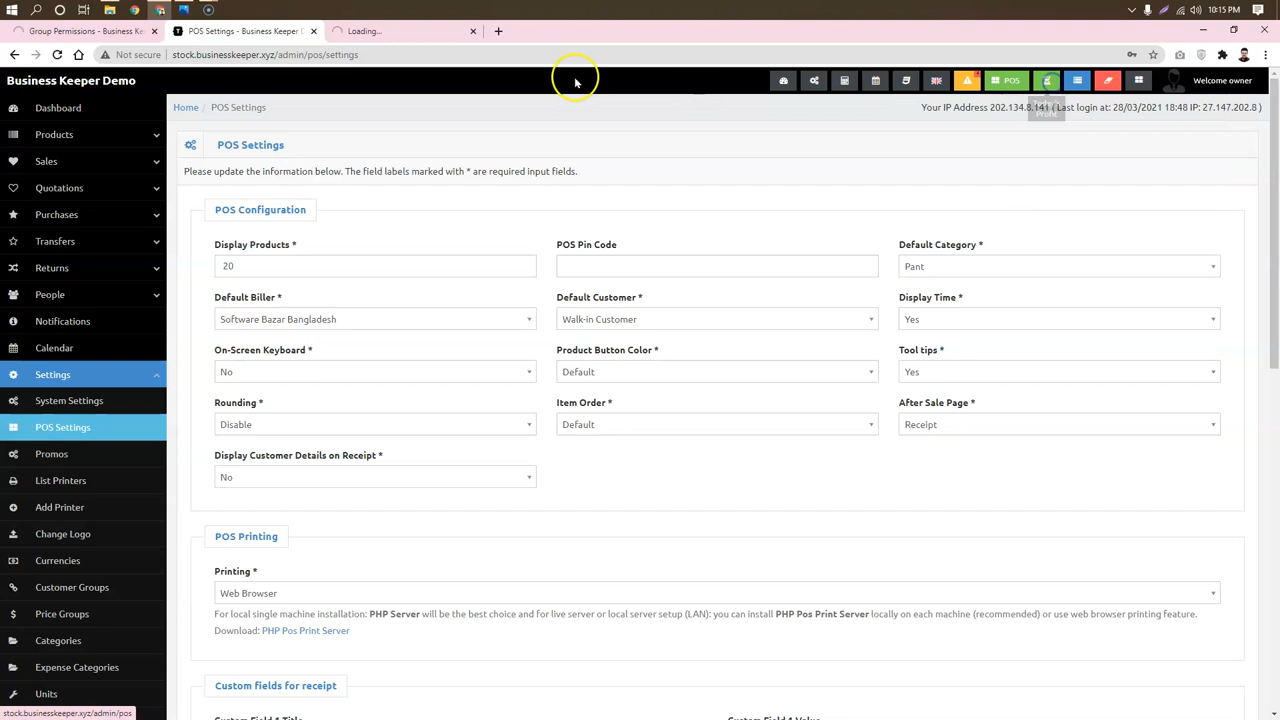 10:15 PM
Group Permissions - Business Ke
POS Settings - Business Keeper D
Loading...
Not secure
stock.businesskeeper.xyz/admin/pos/settings
Business Keeper Demo
POS
Welcome owner
Home / POS Settings
Your IP Address 202.134.8.141 ( Last login at: 28/03/2021 18:48 IP: 27.147.202.8 )
Profit
Dashboard
Products
Sales
Quotations
Purchases
Transfers
Returns
People
Notifications
Calendar
Settings
System Settings
POS Settings
Promos
List Printers
Add Printer
Change Logo
Currencies
Customer Groups
Price Groups
Categories
Expense Categories
Units
stock.businesskeeper.xyz/admin/pos
POS Settings
Please update the information below. The field labels marked with * are required input fields.
POS Configuration
Display Products *
20
POS Pin Code
Default Category *
Pant
Default Biller *
Software Bazar Bangladesh
Default Customer *
Walk-in Customer
Display Time *
Yes
On-Screen Keyboard *
No
Product Button Color *
Default
Tool tips *
Yes
Rounding *
Disable
Item Order *
Default
After Sale Page *
Receipt
Display Customer Details on Receipt *
No
POS Printing
Printing *
Web Browser
For local single machine installation: PHP Server will be the best choice and for live server or local server setup (LAN): you can install PHP Pos Print Server locally on each machine (recommended) or use web browser printing feature.
Download: PHP Pos Print Server
Custom fields for receipt
Custom Field 1 Title
Custom Field 1 Value